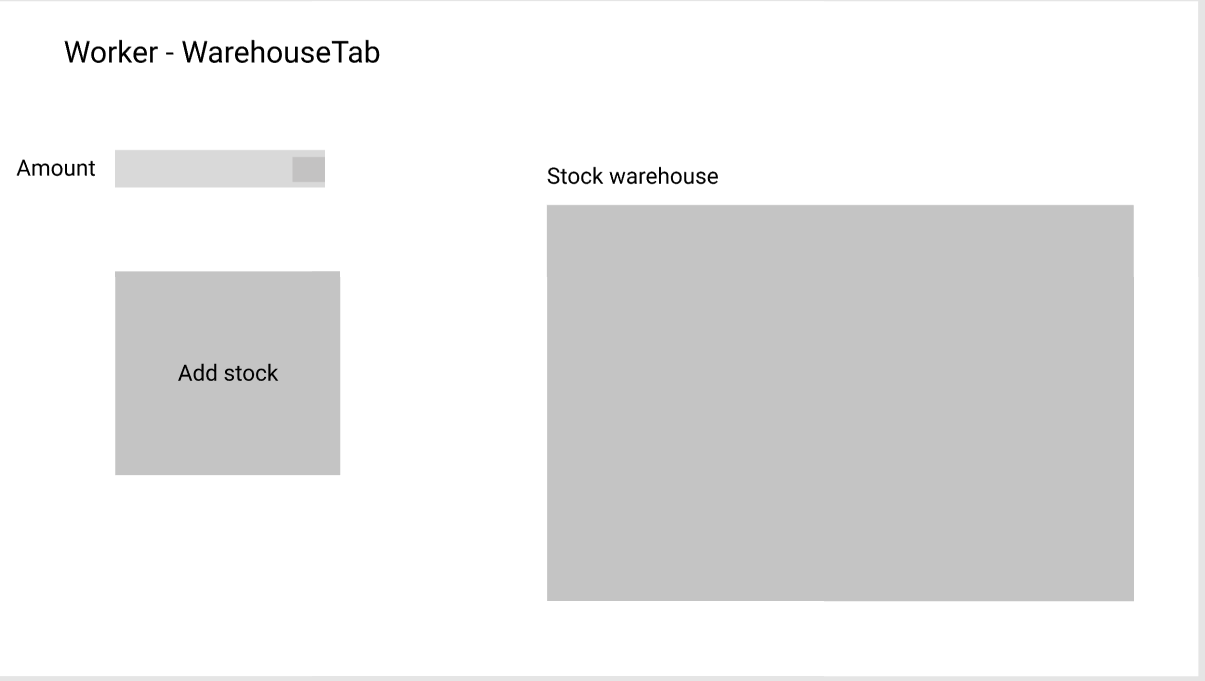 Worker - WarehouseTab
Amount
Stock warehouse
Add stock